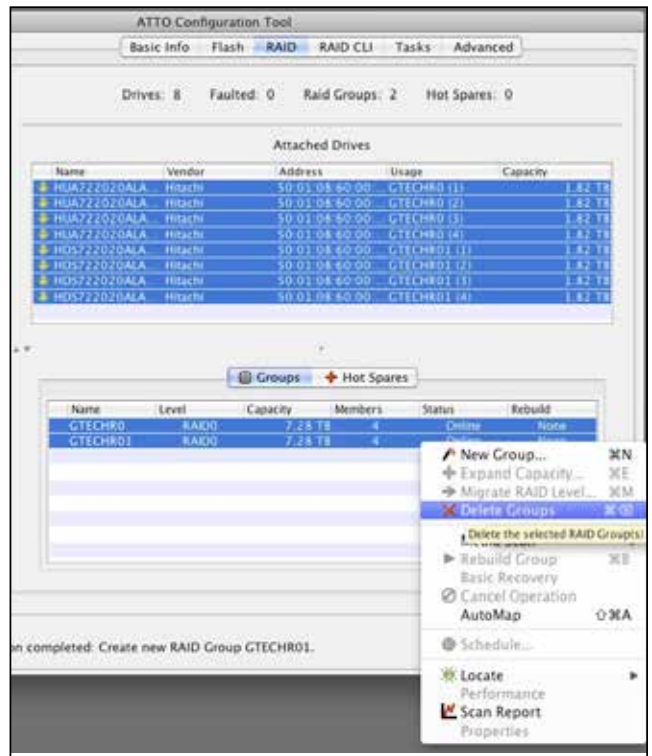 ATTO Configuration Tool
Basic Info Flash RAID RAID CLI Tasks Advanced
Drives: 8 Faulted: 0 Raid Groups: 2 Hot Spares: 0
Attached Drives
Name Vendor Address Usage Capacity
HUA722020ALA... Hitachi 50:01:08:60:00:... GTECHR0 (1) 1.82 TB
HUA722020ALA... Hitachi 50:01:08:60:00:... GTECHR0 (2) 1.82 TB
HUA722020ALA... Hitachi 50:01:08:60:00:... GTECHR0 (3) 1.82 TB
HUA722020ALA... Hitachi 50:01:08:60:00:... GTECHR0 (4) 1.82 TB
HDS722020ALA... Hitachi 50:01:08:60:00:... GTECHR01 (1) 1.82 TB
HDS722020ALA... Hitachi 50:01:08:60:00:... GTECHR01 (2) 1.82 TB
HDS722020ALA... Hitachi 50:01:08:60:00:... GTECHR01 (3) 1.82 TB
HDS722020ALA... Hitachi 50:01:08:60:00:... GTECHR01 (4) 1.82 TB
Groups Hot Spares
Name Level Capacity Members Status Rebuild
GTECHR0 RAID0 7.28 TB 4 Online None
GTECHR01 RAID0 7.28 TB 4
New Group... ⌘N
Expand Capacity... ⌘E
Migrate RAID Level... ⌘M
Delete Groups ⌘⌫
Delete the selected RAID Group(s)
Rebuild Group ⌘B
Basic Recovery
Cancel Operation
AutoMap ⇧⌘A
Schedule...
Locate
Performance
Scan Report
Properties
on completed: Create new RAID Group GTECHR01.